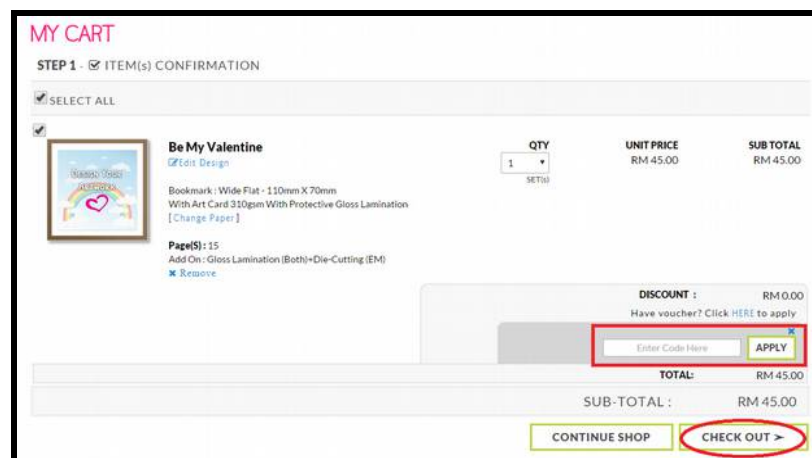 MY CART
STEP 1 - ITEM(s) CONFIRMATION
SELECT ALL
DESIGN YOUR
ARTWORK
Be My Valentine
Edit Design
Bookmark : Wide Flat - 110mm X 70mm
With Art Card 310gsm With Protective Gloss Lamination
[Change Paper]
Page(S) : 15
Add On : Gloss Lamination (Both)+Die-Cutting (EM)
Remove
QTY UNIT PRICE SUB TOTAL
1 RM 45.00 RM 45.00
SET(s)
DISCOUNT : RM 0.00
Have voucher? Click HERE to apply
Enter Code Here APPLY
TOTAL: RM 45.00
SUB-TOTAL : RM 45.00
CONTINUE SHOP CHECK OUT ➤